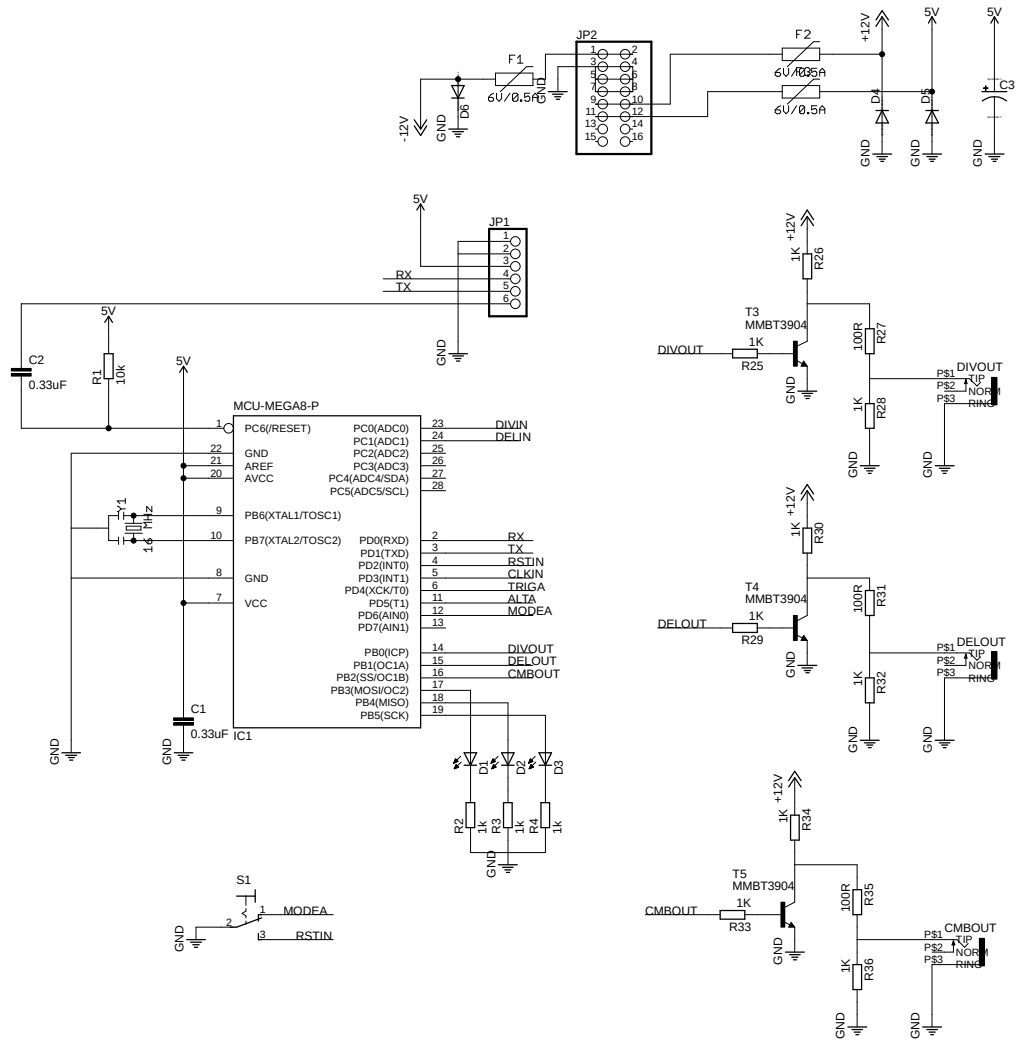 JP2
F1
6V/0.5A
-12V
GND
D6
GND
1 2
3 4
5 6
7 8
9 10
11 12
13 14
15 16
F2
6V/0.5A
F3
6V/0.5A
+12V
D4
GND
5V
D5
GND
5V
C3
GND
5V
JP1
1
2
3
RX 4
TX 5
6
GND
C2
0.33uF
5V
R1
10k
5V
MCU-MEGA8-P
1 PC6(/RESET)
22 GND
21 AREF
20 AVCC
9 PB6(XTAL1/TOSC1)
10 PB7(XTAL2/TOSC2)
8 GND
7 VCC
PC0(ADC0) 23 DIVIN
PC1(ADC1) 24 DELIN
PC2(ADC2) 25
PC3(ADC3) 26
PC4(ADC4/SDA) 27
PC5(ADC5/SCL) 28
PD0(RXD) 2 RX
PD1(TXD) 3 TX
PD2(INT0) 4 RSTIN
PD3(INT1) 5 CLKIN
PD4(XCK/T0) 6 TRIGA
PD5(T1) 11 ALTA
PD6(AIN0) 12 MODEA
PD7(AIN1) 13
PB0(ICP) 14 DIVOUT
PB1(OC1A) 15 DELOUT
PB2(SS/OC1B) 16 CMBOUT
PB3(MOSI/OC2) 17
PB4(MISO) 18
PB5(SCK) 19
IC1
Y1
16 MHz
C1
0.33uF
GND
GND
D1
D2
D3
R2
1k
R3
1k
R4
1k
GND
S1
1 MODEA
2
3 RSTIN
GND
+12V
1K
R26
T3
MMBT3904
DIVOUT
1K
R25
GND
100R
R27
1K
R28
GND
DIVOUT
P$1 TIP
P$2 NORM
P$3 RING
GND
+12V
1K
R30
T4
MMBT3904
DELOUT
1K
R29
GND
100R
R31
1K
R32
GND
DELOUT
P$1 TIP
P$2 NORM
P$3 RING
GND
+12V
1K
R34
T5
MMBT3904
CMBOUT
1K
R33
GND
100R
R35
1K
R36
GND
CMBOUT
P$1 TIP
P$2 NORM
P$3 RING
GND